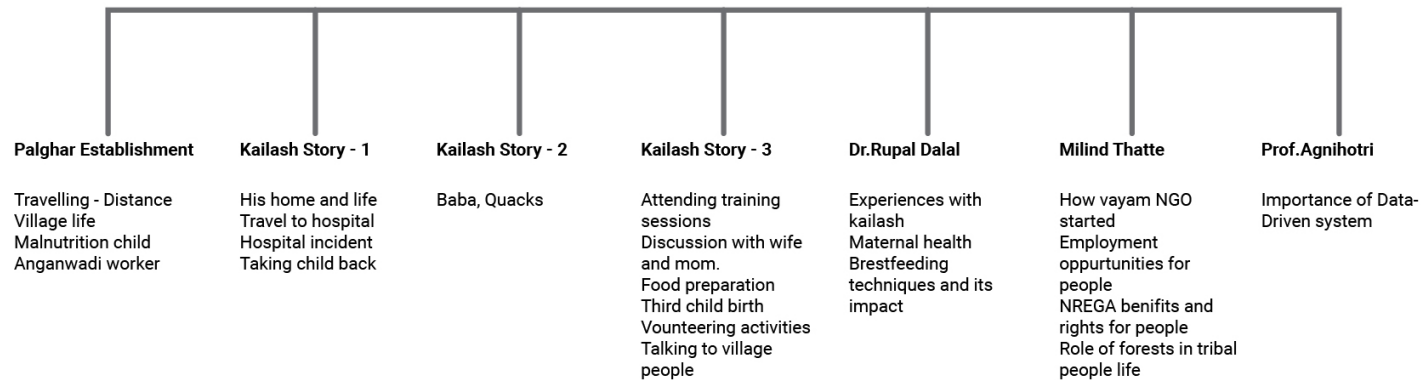 Palghar Establishment
Travelling - Distance
Village life
Malnutrition child
Anganwadi worker
Kailash Story - 1
His home and life
Travel to hospital
Hospital incident
Taking child back
Kailash Story - 2
Baba, Quacks
Kailash Story - 3
Attending training
sessions
Discussion with wife
and mom.
Food preparation
Third child birth
Vounteering activities
Talking to village
people
Dr.Rupal Dalal
Experiences with
kailash
Maternal health
Brestfeeding
techniques and its
impact
Milind Thatte
How vayam NGO
started
Employment
oppurtunities for
people
NREGA benifits and
rights for people
Role of forests in tribal
people life
Prof.Agnihotri
Importance of Data-
Driven system